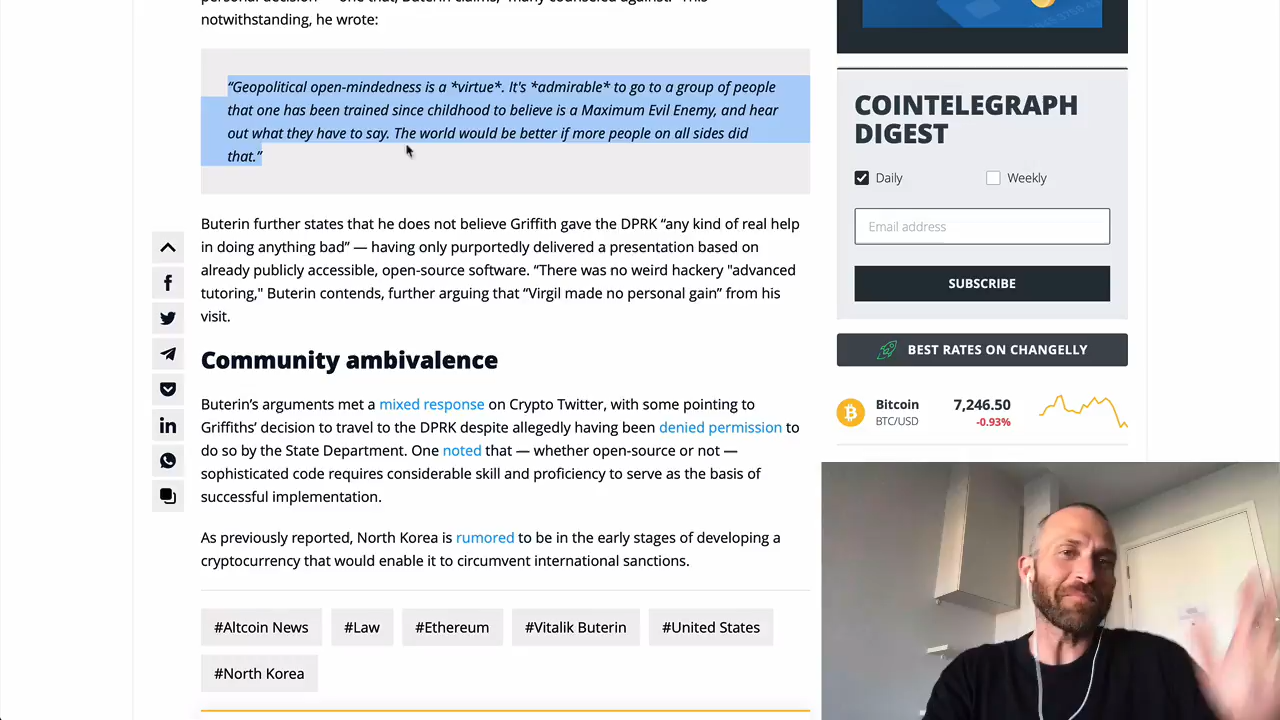 notwithstanding, he wrote:
“Geopolitical open-mindedness is a *virtue*. It's *admirable* to go to a group of people
that one has been trained since childhood to believe is a Maximum Evil Enemy, and hear
out what they have to say. The world would be better if more people on all sides did
that.”
Buterin further states that he does not believe Griffith gave the DPRK “any kind of real help
in doing anything bad” — having only purportedly delivered a presentation based on
already publicly accessible, open-source software. “There was no weird hackery "advanced
tutoring," Buterin contends, further arguing that “Virgil made no personal gain” from his
visit.
Community ambivalence
Buterin’s arguments met a mixed response on Crypto Twitter, with some pointing to
Griffiths’ decision to travel to the DPRK despite allegedly having been denied permission to
do so by the State Department. One noted that — whether open-source or not —
sophisticated code requires considerable skill and proficiency to serve as the basis of
successful implementation.
As previously reported, North Korea is rumored to be in the early stages of developing a
cryptocurrency that would enable it to circumvent international sanctions.
#Altcoin News #Law #Ethereum #Vitalik Buterin #United States
#North Korea
COINTELEGRAPH
DIGEST
Daily Weekly
Email address
SUBSCRIBE
BEST RATES ON CHANGELLY
Bitcoin 7,246.50
BTC/USD -0.93%